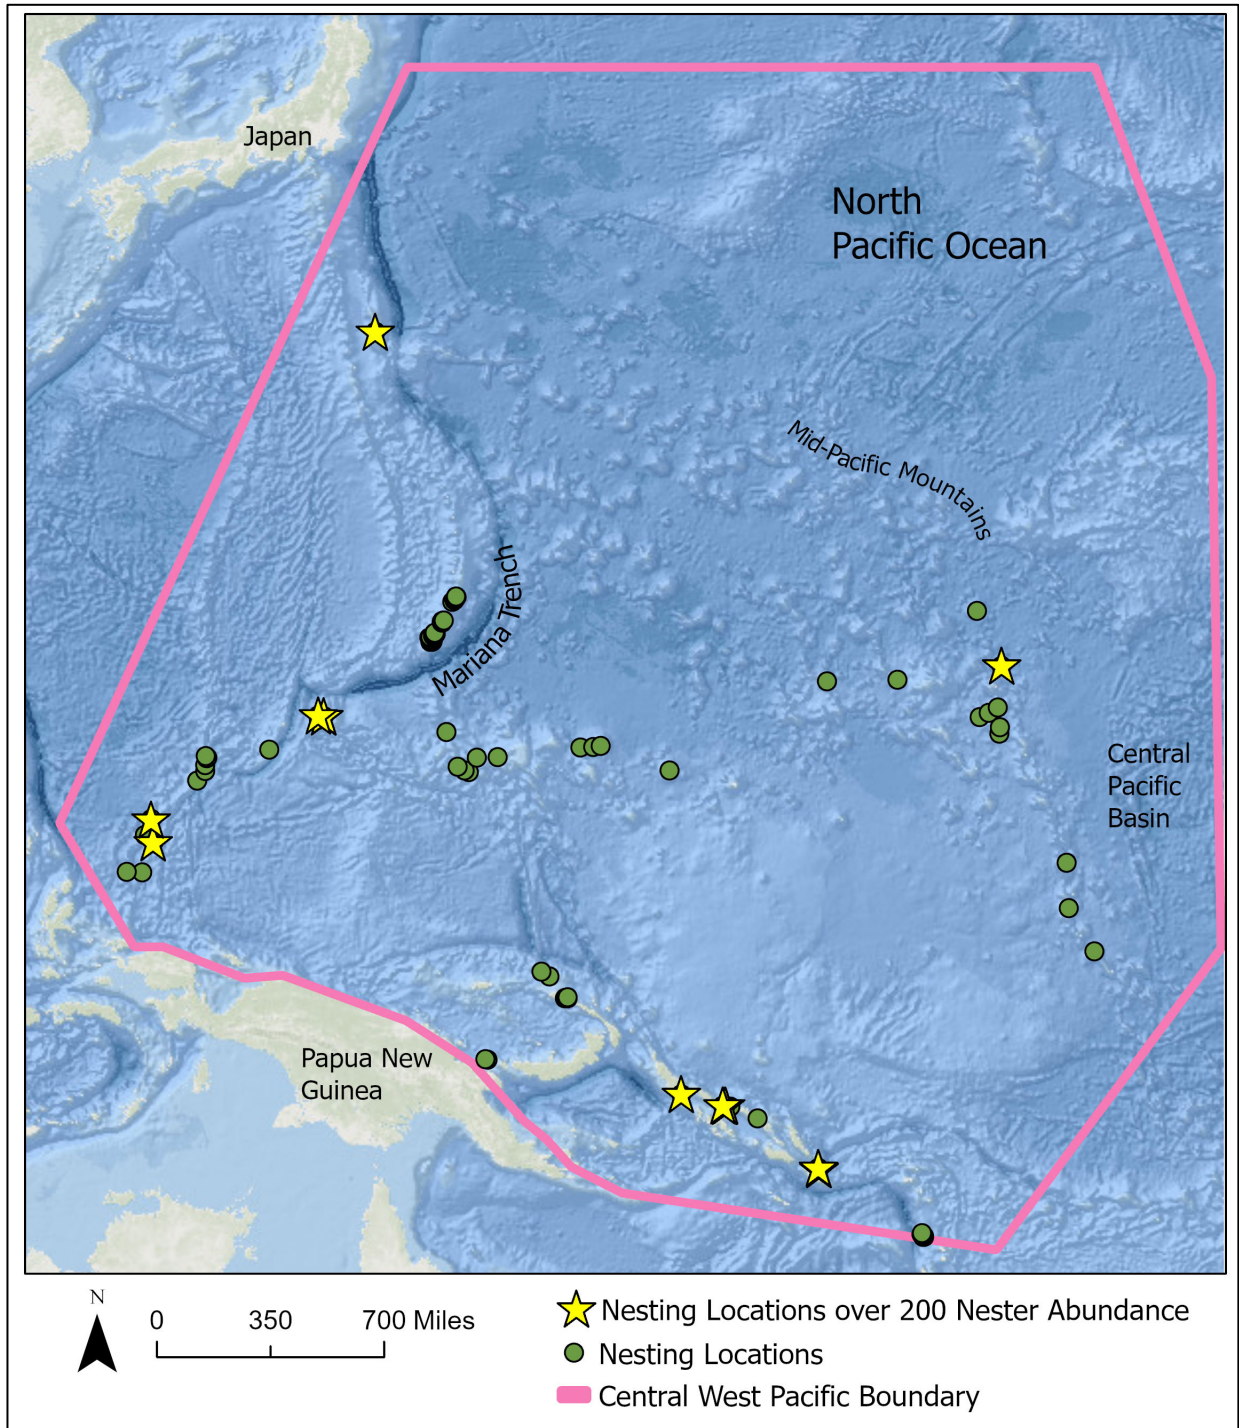 Japan
North
Pacific Ocean
Mid-Pacific Mountains
Mariana Trench
Central
Pacific
Basin
Papua New
Guinea
N
0 350 700 Miles
Nesting Locations over 200 Nester Abundance
Nesting Locations
Central West Pacific Boundary